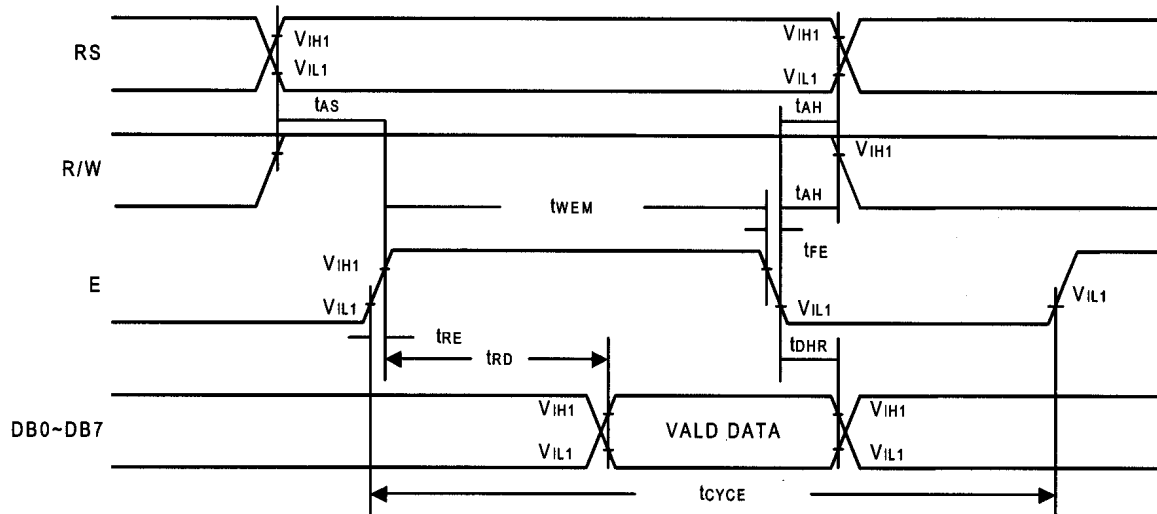 RS
VIH1
VIL1
VIH1
VIL1
tAS
tAH
R/W
VIH1
tWEM
tAH
tFE
E
VIH1
VIL1
VIL1
VIL1
tRE
tRD
tDHR
DB0~DB7
VIH1
VIL1
VALD DATA
VIH1
VIL1
tCYCE